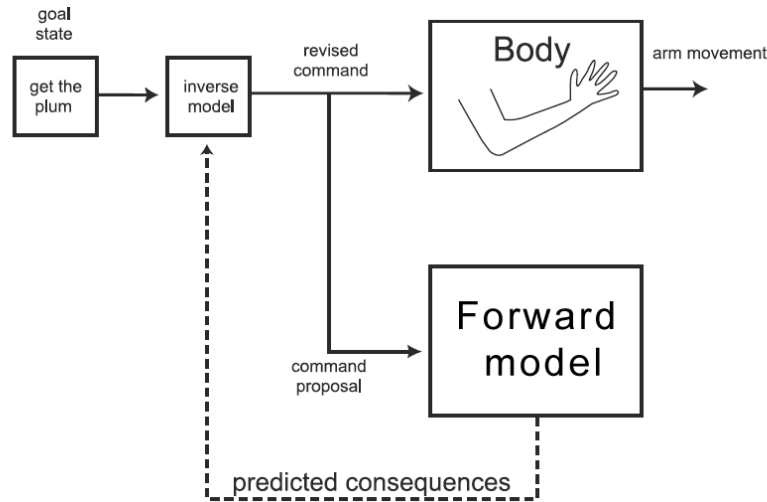 goal
state
get the
plum
inverse
model
revised
command
Body
arm movement
command
proposal
Forward
model
predicted consequences